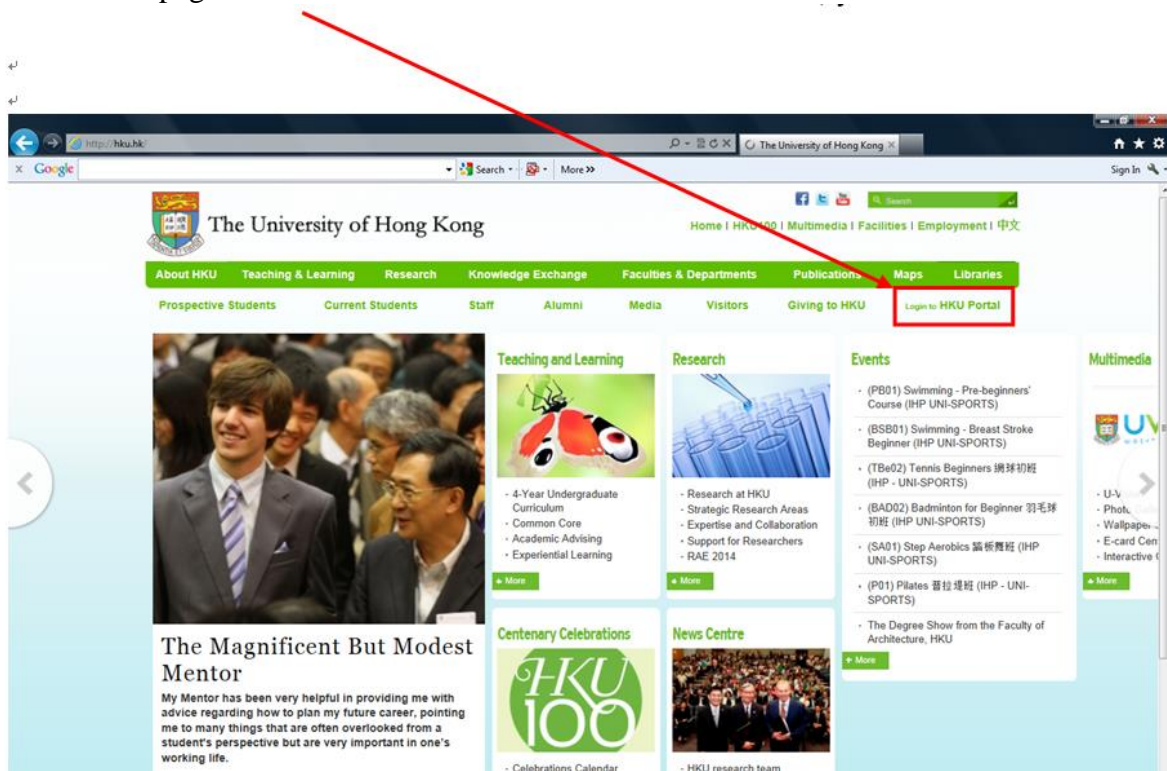 http://hku.hk/
The University of Hong Kong
Google
Search
More >>
Sign In
The University of Hong Kong
Search
Home | HKU100 | Multimedia | Facilities | Employment | 中文
About HKU Teaching & Learning Research Knowledge Exchange Faculties & Departments Publications Maps Libraries
Prospective Students Current Students Staff Alumni Media Visitors Giving to HKU Login to HKU Portal
Teaching and Learning
- 4-Year Undergraduate
Curriculum
- Common Core
- Academic Advising
- Experiential Learning
+ More
Research
- Research at HKU
- Strategic Research Areas
- Expertise and Collaboration
- Support for Researchers
- RAE 2014
+ More
Events
- (PB01) Swimming - Pre-beginners'
Course (IHP UNI-SPORTS)
- (BSB01) Swimming - Breast Stroke
Beginner (IHP UNI-SPORTS)
- (TBe02) Tennis Beginners 網球初班
(IHP - UNI-SPORTS)
- (BAD02) Badminton for Beginner 羽毛球
初班 (IHP UNI-SPORTS)
- (SA01) Step Aerobics 踏板舞班 (IHP
UNI-SPORTS)
- (P01) Pilates 普拉提班 (IHP - UNI-
SPORTS)
- The Degree Show from the Faculty of
Architecture, HKU
+ More
Multimedia
- Wallpaper
- E-card
- Interactive
+ More
The Magnificent But Modest
Mentor
My Mentor has been very helpful in providing me with
advice regarding how to plan my future career, pointing
me to many things that are often overlooked from a
student's perspective but are very important in one's
working life.
Centenary Celebrations
HKU
100
- Celebrations Calendar
News Centre
- HKU research team